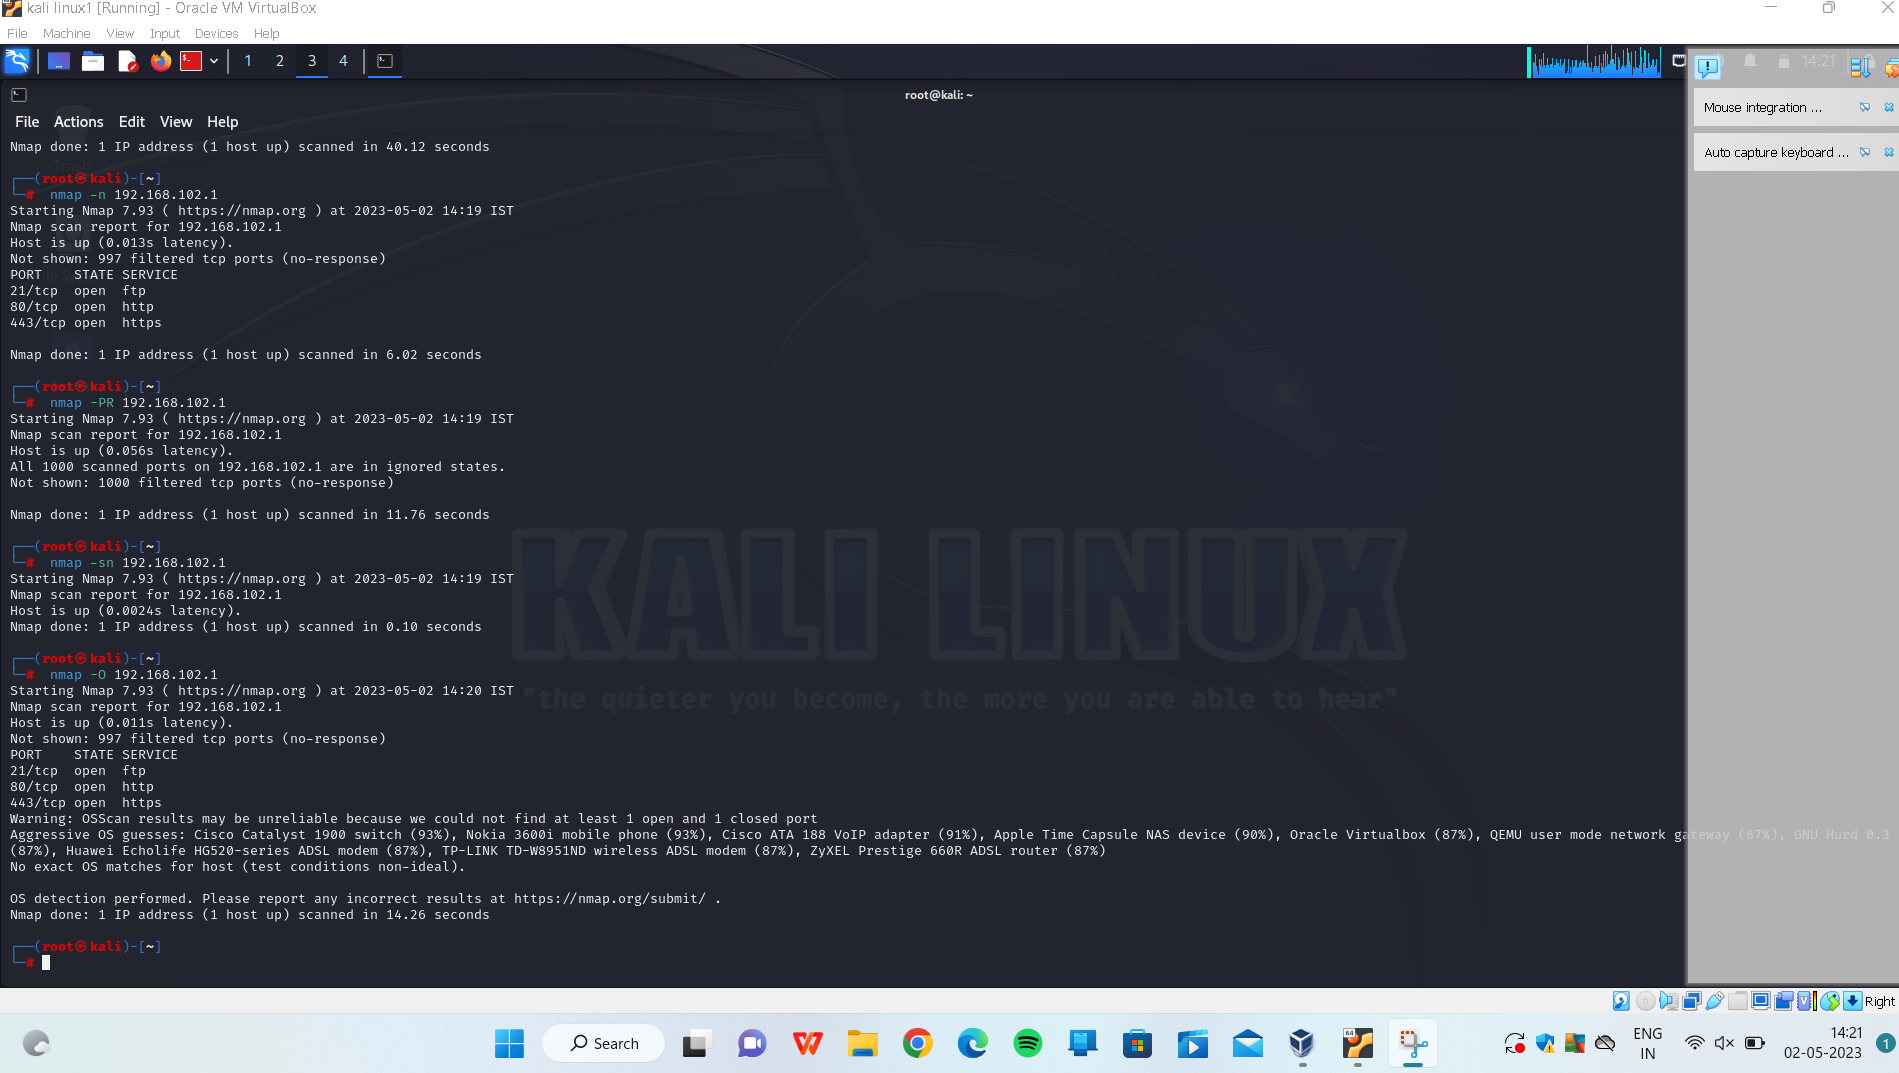 kali linux1 [Running] - Oracle VM VirtualBox
File Machine View Input Devices Help
1 2 3 4
14:21
root@kali: ~
Mouse integration ...
Auto capture keyboard ...
File Actions Edit View Help
Nmap done: 1 IP address (1 host up) scanned in 40.12 seconds
┌──(root㉿kali)-[~]
└─# nmap -n 192.168.102.1
Starting Nmap 7.93 ( https://nmap.org ) at 2023-05-02 14:19 IST
Nmap scan report for 192.168.102.1
Host is up (0.013s latency).
Not shown: 997 filtered tcp ports (no-response)
PORT    STATE SERVICE
21/tcp  open  ftp
80/tcp  open  http
443/tcp open  https
Nmap done: 1 IP address (1 host up) scanned in 6.02 seconds
┌──(root㉿kali)-[~]
└─# nmap -PR 192.168.102.1
Starting Nmap 7.93 ( https://nmap.org ) at 2023-05-02 14:19 IST
Nmap scan report for 192.168.102.1
Host is up (0.056s latency).
All 1000 scanned ports on 192.168.102.1 are in ignored states.
Not shown: 1000 filtered tcp ports (no-response)
Nmap done: 1 IP address (1 host up) scanned in 11.76 seconds
┌──(root㉿kali)-[~]
└─# nmap -sn 192.168.102.1
Starting Nmap 7.93 ( https://nmap.org ) at 2023-05-02 14:19 IST
Nmap scan report for 192.168.102.1
Host is up (0.0024s latency).
Nmap done: 1 IP address (1 host up) scanned in 0.10 seconds
┌──(root㉿kali)-[~]
└─# nmap -O 192.168.102.1
Starting Nmap 7.93 ( https://nmap.org ) at 2023-05-02 14:20 IST
Nmap scan report for 192.168.102.1
Host is up (0.011s latency).
Not shown: 997 filtered tcp ports (no-response)
PORT    STATE SERVICE
21/tcp  open  ftp
80/tcp  open  http
443/tcp open  https
Warning: OSScan results may be unreliable because we could not find at least 1 open and 1 closed port
Aggressive OS guesses: Cisco Catalyst 1900 switch (93%), Nokia 3600i mobile phone (93%), Cisco ATA 188 VoIP adapter (91%), Apple Time Capsule NAS device (90%), Oracle Virtualbox (87%), QEMU user mode network gateway (87%), GNU Hurd 0.3
(87%), Huawei Echolife HG520-series ADSL modem (87%), TP-LINK TD-W8951ND wireless ADSL modem (87%), ZyXEL Prestige 660R ADSL router (87%)
No exact OS matches for host (test conditions non-ideal).
OS detection performed. Please report any incorrect results at https://nmap.org/submit/ .
Nmap done: 1 IP address (1 host up) scanned in 14.26 seconds
┌──(root㉿kali)-[~]
└─#
KALI LINUX
"the quieter you become, the more you are able to hear"
Trash
Right
Search
ENG
IN
14:21
02-05-2023
1